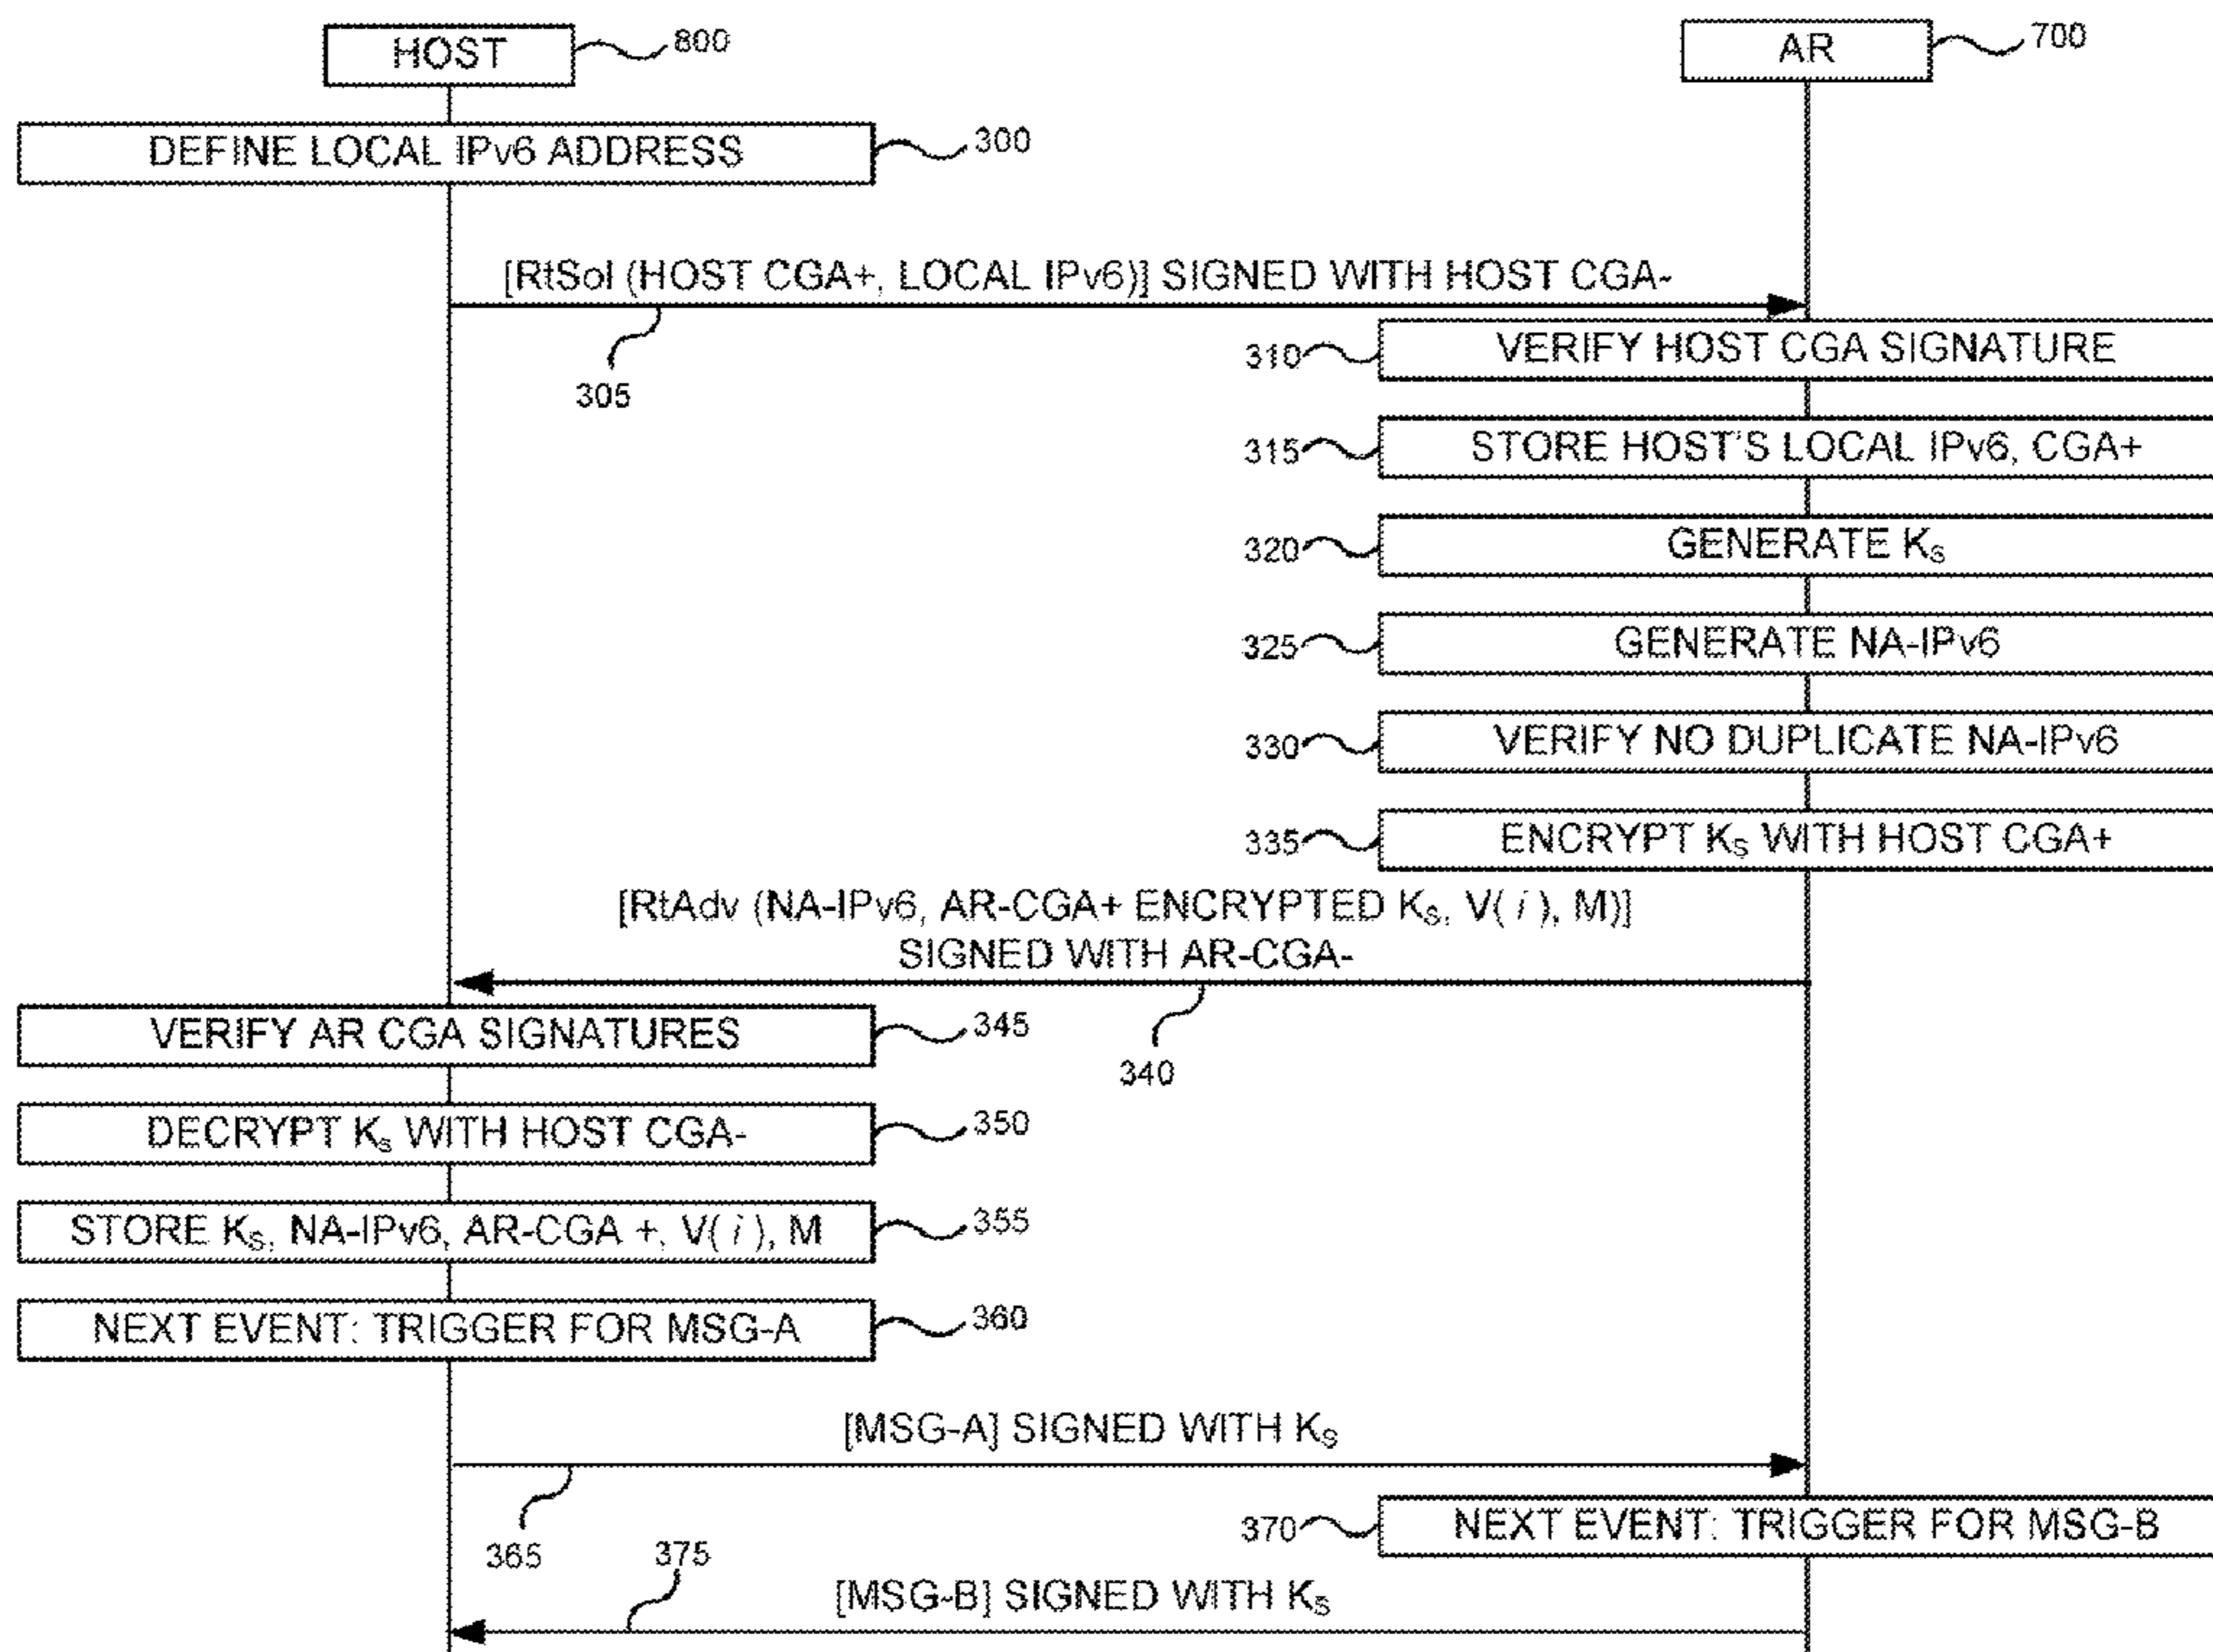 HOST 800 AR 700
DEFINE LOCAL IPv6 ADDRESS 300
[RtSol (HOST CGA+, LOCAL IPv6)] SIGNED WITH HOST CGA-
305
310 VERIFY HOST CGA SIGNATURE
315 STORE HOST'S LOCAL IPv6, CGA+
320 GENERATE Ks
325 GENERATE NA-IPv6
330 VERIFY NO DUPLICATE NA-IPv6
335 ENCRYPT Ks WITH HOST CGA+
[RtAdv (NA-IPv6, AR-CGA+ ENCRYPTED Ks, V( i ), M)]
SIGNED WITH AR-CGA-
340
VERIFY AR CGA SIGNATURES 345
DECRYPT Ks WITH HOST CGA- 350
STORE Ks, NA-IPv6, AR-CGA +, V( i ), M 355
NEXT EVENT: TRIGGER FOR MSG-A 360
[MSG-A] SIGNED WITH Ks
365
370 NEXT EVENT: TRIGGER FOR MSG-B
375
[MSG-B] SIGNED WITH Ks